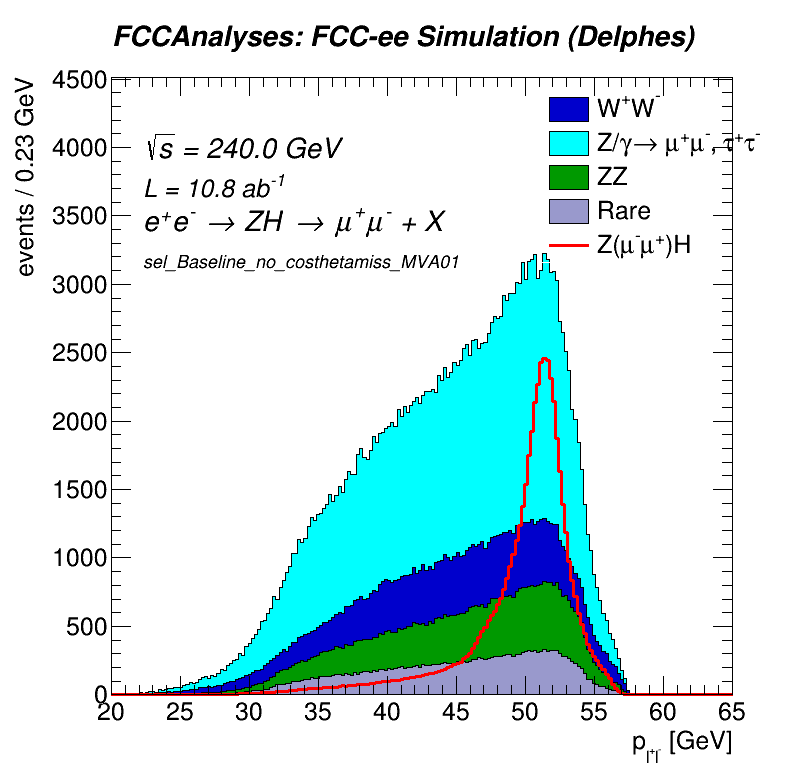 FCCAnalyses: FCC-ee Simulation (Delphes)
events / 0.23 GeV
4500
4000
3500
3000
2500
2000
1500
1000
500
0
√s = 240.0 GeV
L = 10.8 ab⁻¹
e⁺e⁻ → ZH → μ⁺μ⁻ + X
sel_Baseline_no_costhetamiss_MVA01
W⁺W⁻
Z/γ→ μ⁺μ⁻, τ⁺τ⁻
ZZ
Rare
Z(μ⁻μ⁺)H
20 25 30 35 40 45 50 55 60 65
p_l⁺l⁻ [GeV]